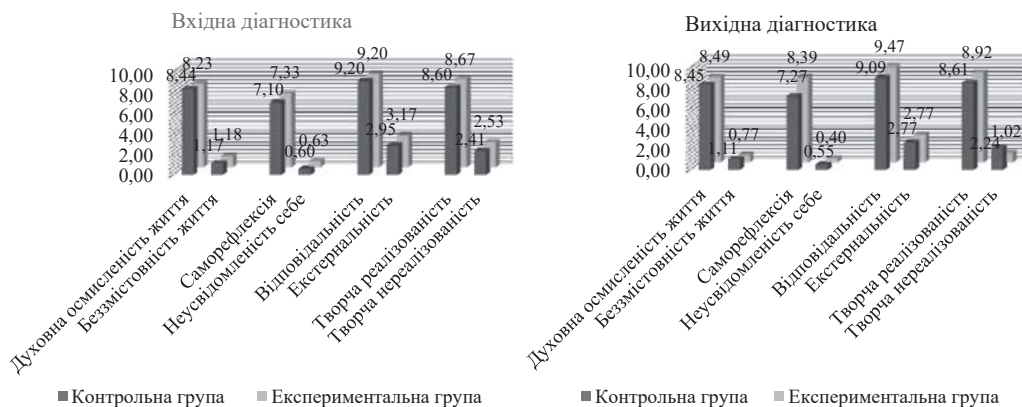 Вхідна діагностика
8,44 8,23
1,17 1,18
7,10 7,33
0,60 0,63
9,20 9,20
2,95 3,17
8,60 8,67
2,41 2,53
10,00
8,00
6,00
4,00
2,00
0,00
Духовна осмисленість життя
Беззмістовність життя
Саморефлексія
Неусвідомленість себе
Відповідальність
Екстернальність
Творча реалізованість
Творча нереалізованість
Контрольна група Експериментальна група
Вихідна діагностика
8,45 8,49
1,11 0,77
7,27 8,39
0,55 0,40
9,09 9,47
2,77 2,77
8,61 8,92
2,24 1,02
10,00
8,00
6,00
4,00
2,00
0,00
Духовна осмисленість життя
Беззмістовність життя
Саморефлексія
Неусвідомленість себе
Відповідальність
Екстернальність
Творча реалізованість
Творча нереалізованість
Контрольна група Експериментальна група